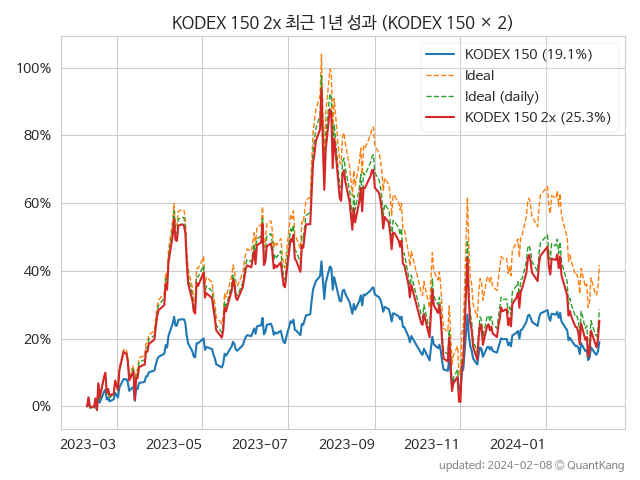 KODEX 150 2x 최근 1년 성과 (KODEX 150 × 2)
KODEX 150 (19.1%)
Ideal
Ideal (daily)
KODEX 150 2x (25.3%)
100%
80%
60%
40%
20%
0%
2023-03 2023-05 2023-07 2023-09 2023-11 2024-01
updated: 2024-02-08 © QuantKang